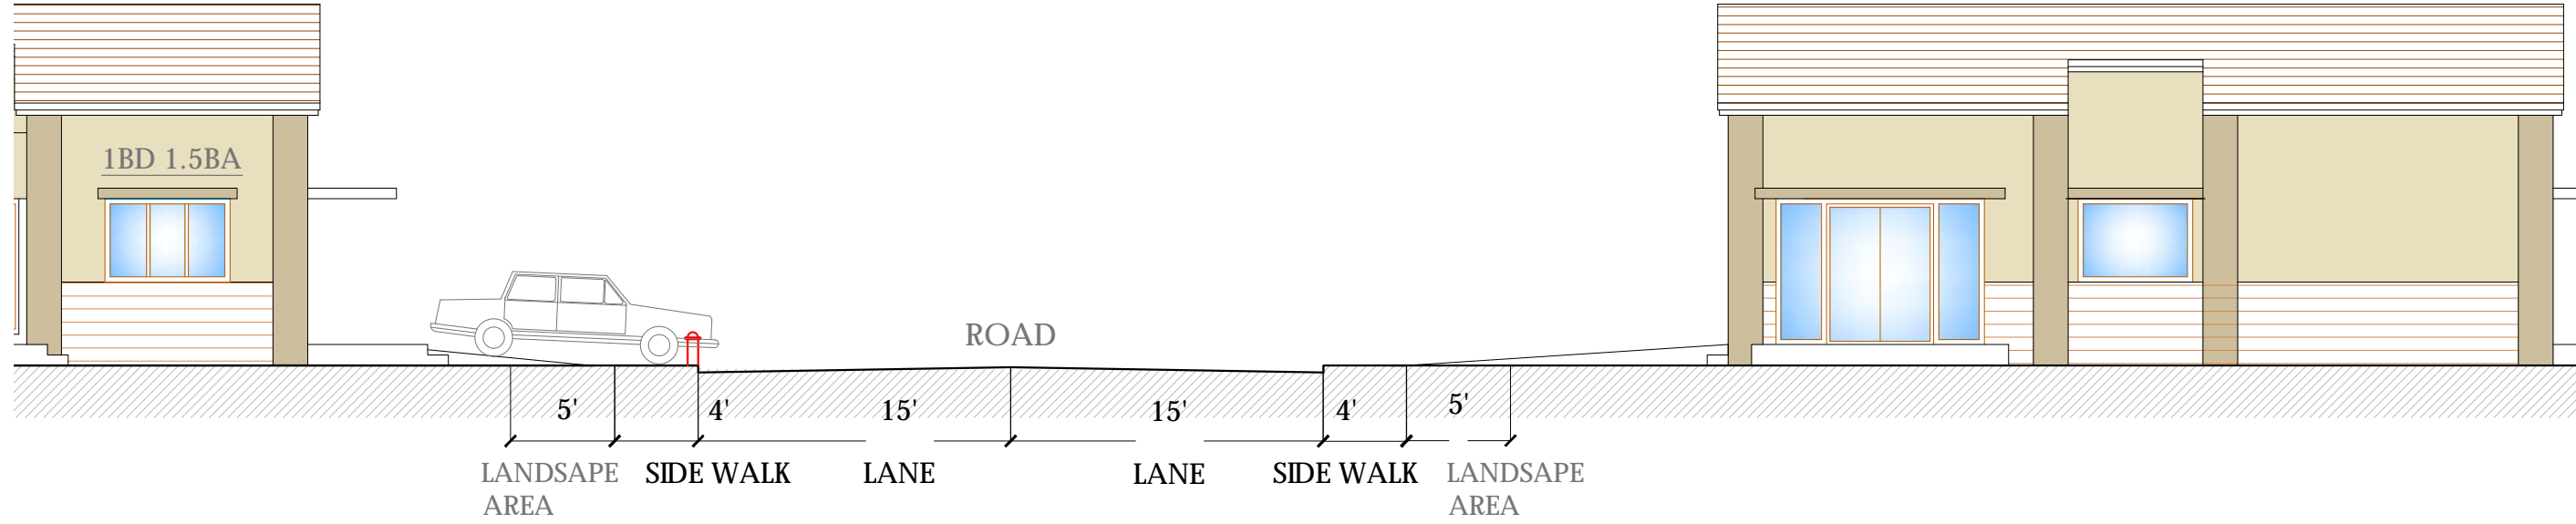 1BD 1.5BA
ROAD
5' 4' 15' 15' 4' 5'
LANDSAPE AREA
SIDE WALK
LANE
LANE
SIDE WALK
LANDSAPE AREA